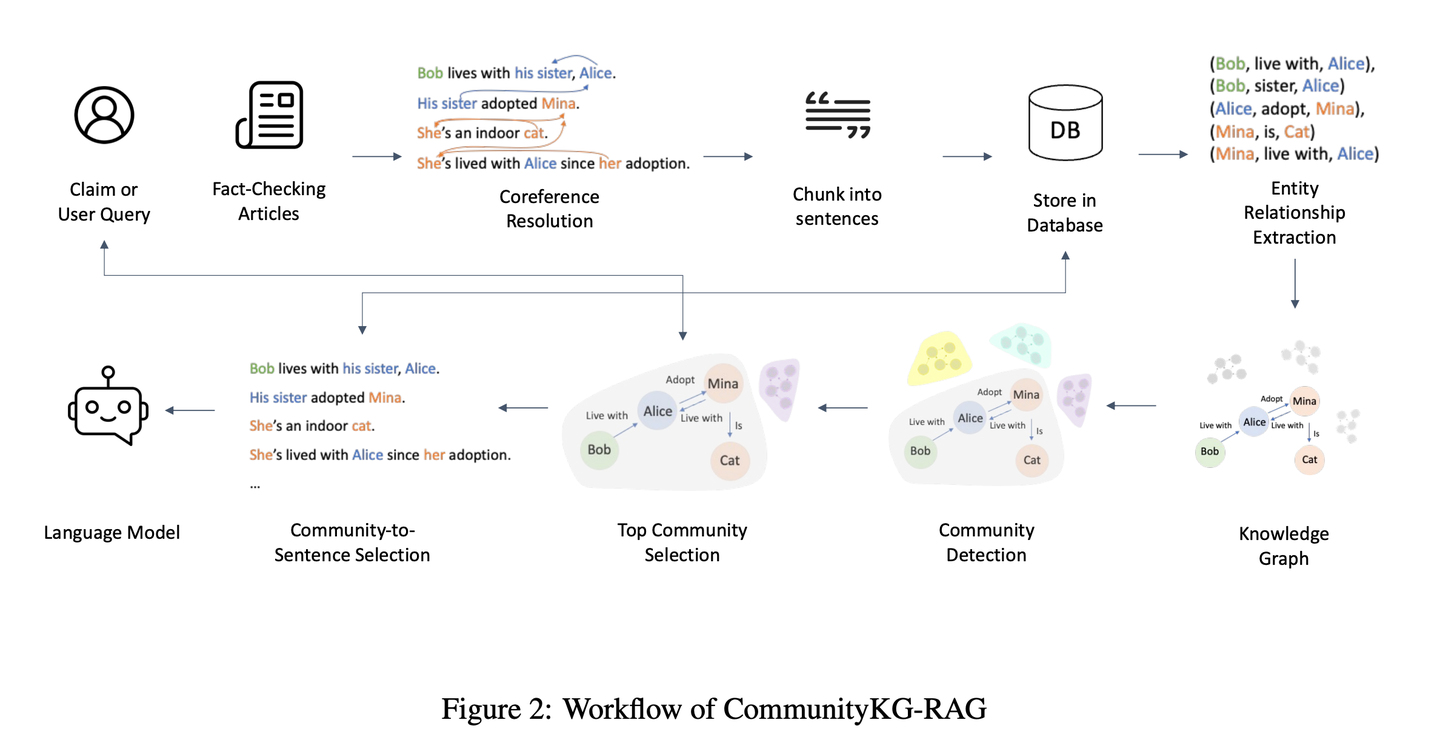 Bob lives with his sister, Alice.
His sister adopted Mina.
She's an indoor cat.
She's lived with Alice since her adoption.
DB
(Bob, live with, Alice),
(Bob, sister, Alice)
(Alice, adopt, Mina),
(Mina, is, Cat)
(Mina, live with, Alice)
Claim or
User Query
Fact-Checking
Articles
Coreference
Resolution
Chunk into
sentences
Store in
Database
Entity
Relationship
Extraction
Bob lives with his sister, Alice.
His sister adopted Mina.
She's an indoor cat.
She's lived with Alice since her adoption.
...
Adopt
Mina
Live with
Alice
Live with
Is
Bob
Cat
Adopt
Mina
Live with
Alice
Live with
Is
Bob
Cat
Adopt
Mina
Live with
Alice
Live with
Is
Bob
Cat
Language Model
Community-to-
Sentence Selection
Top Community
Selection
Community
Detection
Knowledge
Graph
Figure 2: Workflow of CommunityKG-RAG